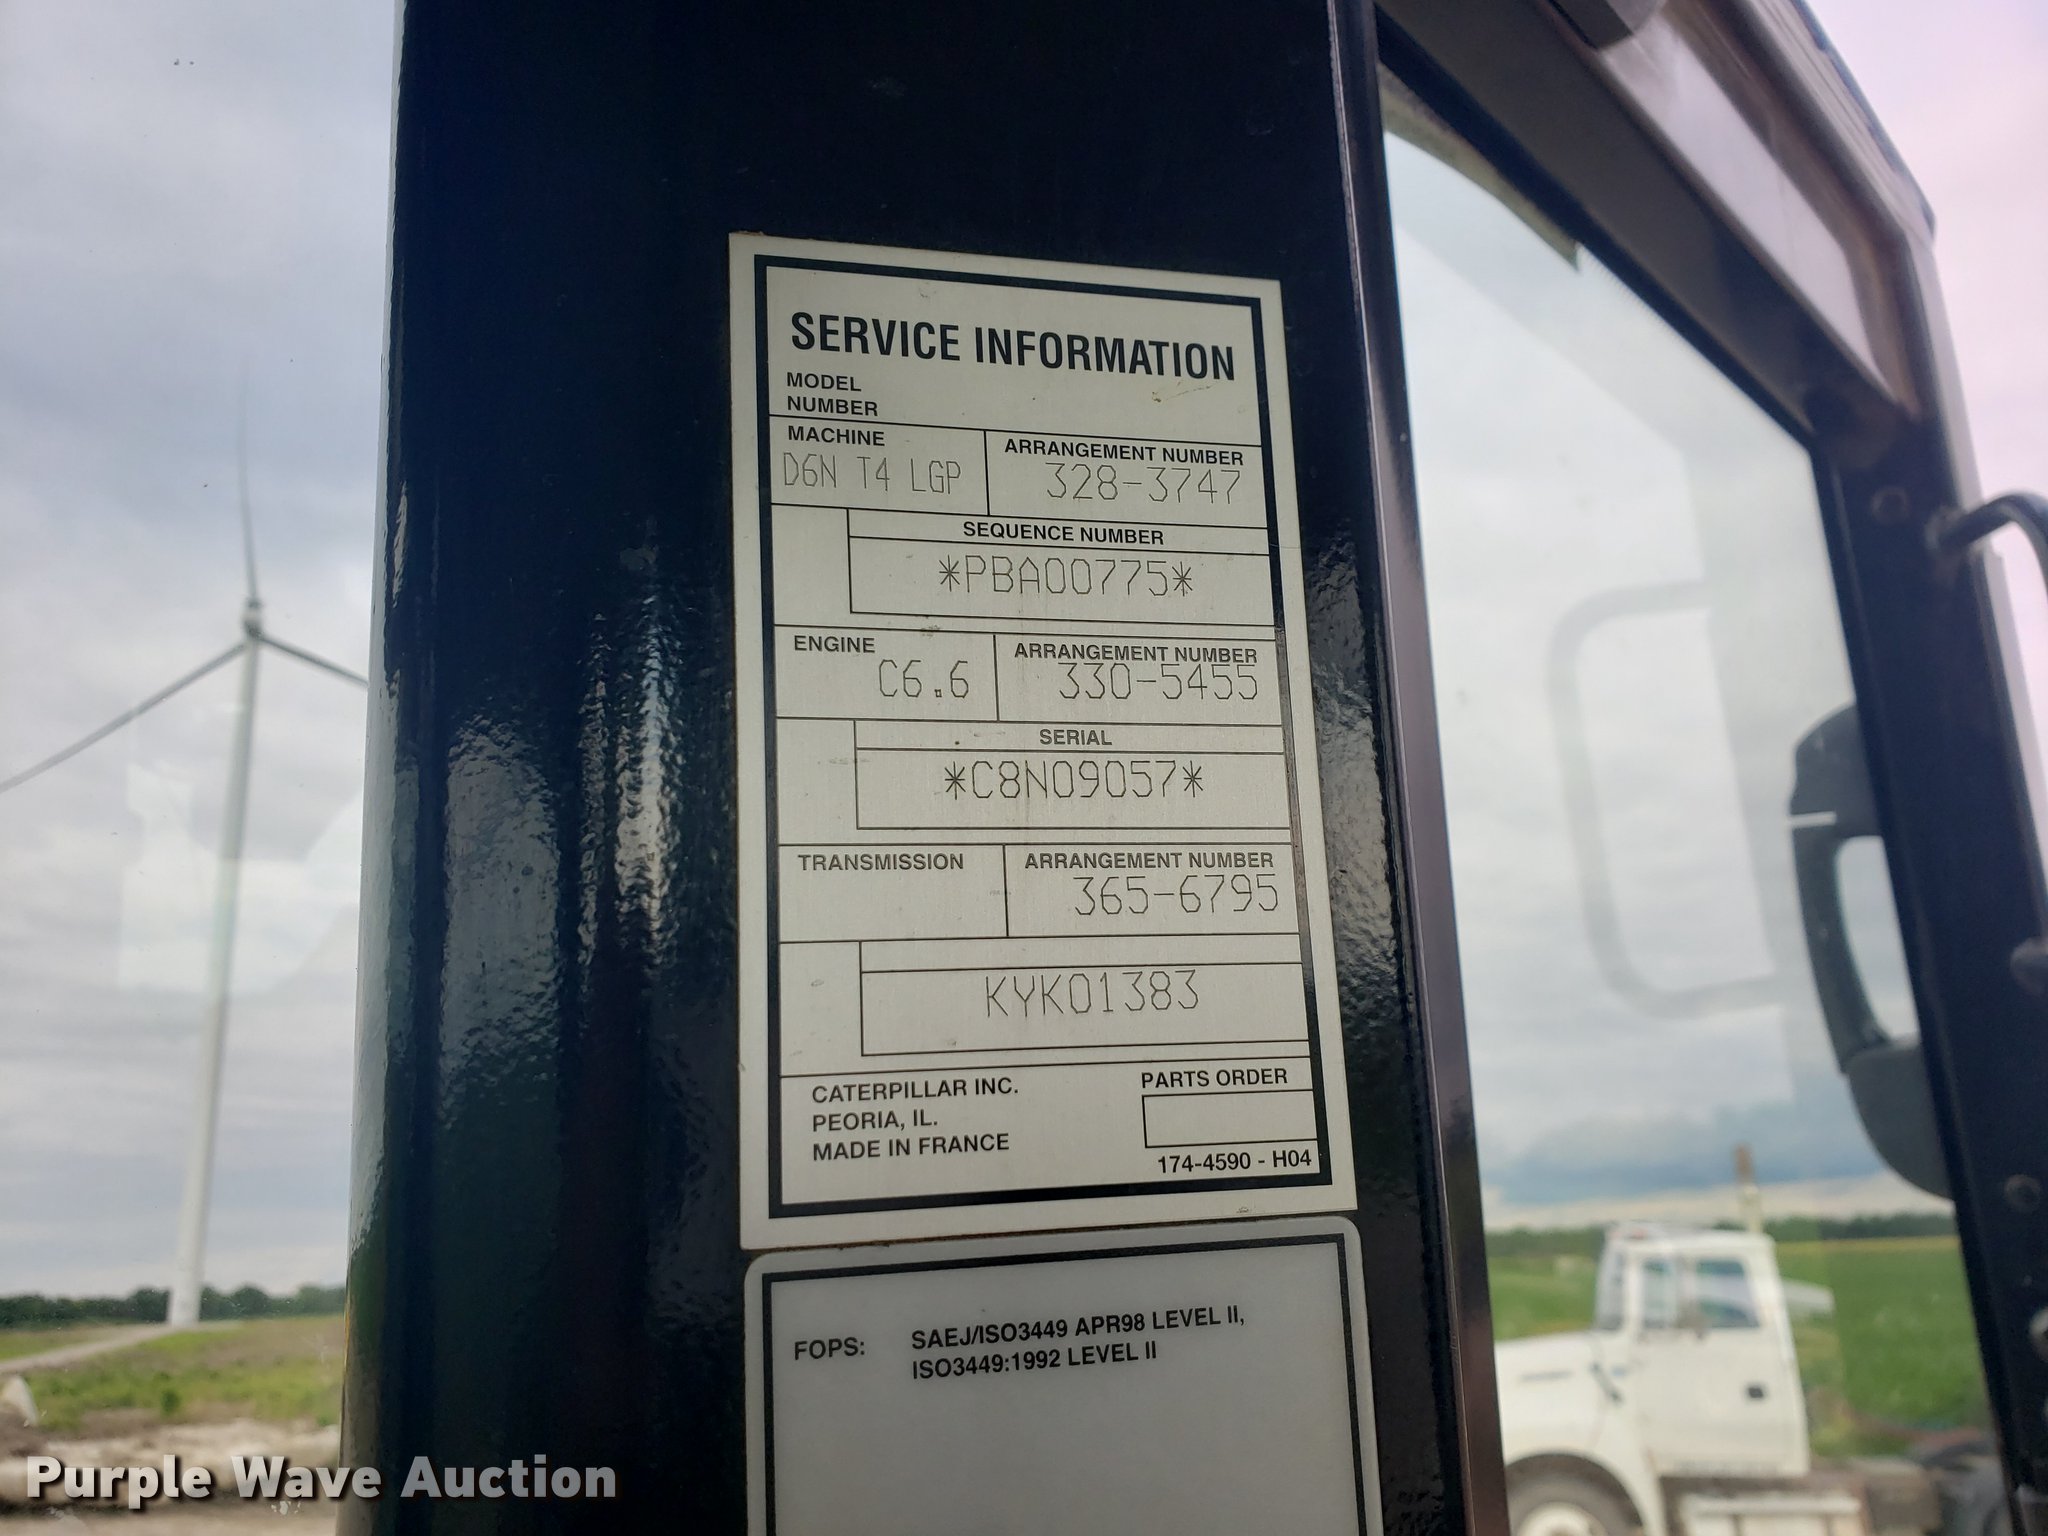 SERVICE INFORMATION
MODEL
NUMBER
MACHINE
D6N T4 LGP
ARRANGEMENT NUMBER
328-3747
SEQUENCE NUMBER
*PBA00775*
ENGINE
C6.6
ARRANGEMENT NUMBER
330-5455
SERIAL
*C8N09057*
TRANSMISSION
ARRANGEMENT NUMBER
365-6795
KYK01383
CATERPILLAR INC.
PEORIA, IL.
MADE IN FRANCE
PARTS ORDER
174-4590 - H04
FOPS:
SAEJ/ISO3449 APR98 LEVEL II,
ISO3449:1992 LEVEL II
Purple Wave Auction